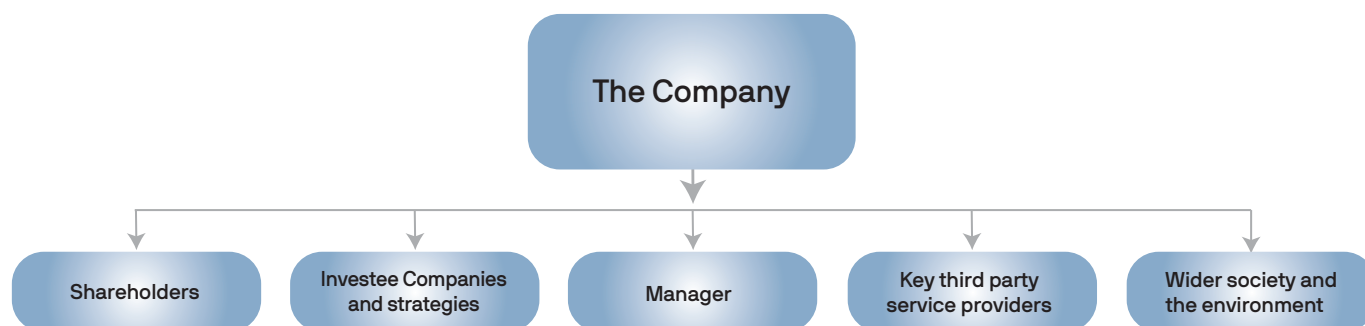 The Company
Shareholders
Investee Companies
and strategies
Manager
Key third party
service providers
Wider society and
the environment